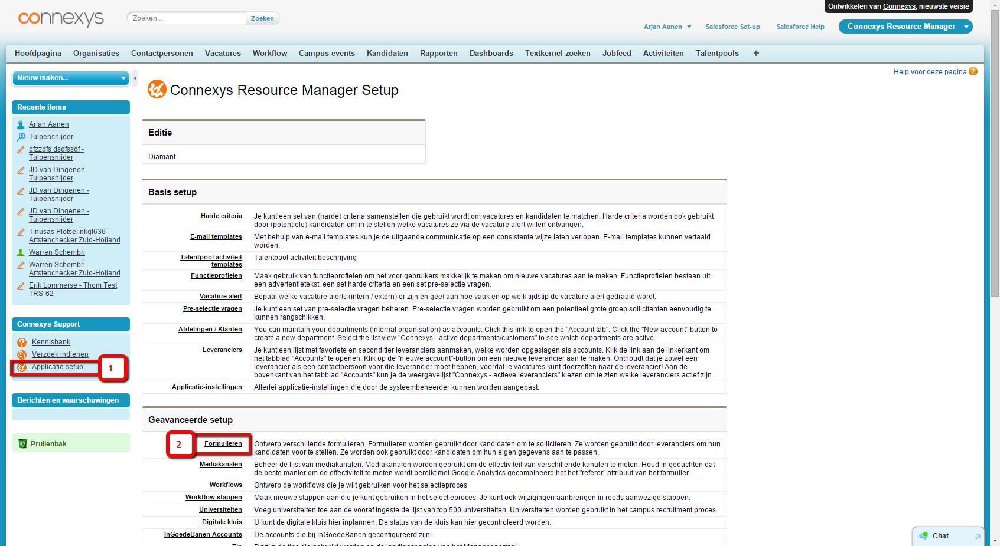 Ontwikkelen van Connexys, nieuwste versie
connexys
Zoeken...
Zoeken
Arjan Aanen
Salesforce Set-up
Salesforce Help
Connexys Resource Manager
Hoofdpagina Organisaties Contactpersonen Vacatures Workflow Campus events Kandidaten Rapporten Dashboards Textkernel zoeken Jobfeed Activiteiten Talentpools +
Nieuw maken...
Help voor deze pagina ?
Connexys Resource Manager Setup
Recente items
Arjan Aanen
Tulpensnijder
dfzzdfs dsdfssdf -
Tulpensnijder
JD van Dingenen -
Tulpensnijder
JD van Dingenen -
Tulpensnijder
JD van Dingenen -
Tulpensnijder
Tinusas Plotselinkg!636 -
Artstenchecker Zuid-Holland
Warren Schembri
Warren Schembri -
Artstenchecker Zuid-Holland
Erik Lommerse - Thom Test
TRS-62
Connexys Support
Kennisbank
Verzoek indienen
Applicatie setup
1
Berichten en waarschuwingen
Prullenbak
Editie
Diamant
Basis setup
Harde criteria
Je kunt een set van (harde) criteria samenstellen die gebruikt wordt om vacatures en kandidaten te matchen. Harde criteria worden ook gebruikt
door (potentiële) kandidaten om in te stellen welke vacatures ze via de vacature alert willen ontvangen.
E-mail templates
Met behulp van e-mail templates kun je de uitgaande communicatie op een consistente wijze laten verlopen. E-mail templates kunnen vertaald
worden.
Talentpool activiteit
templates
Talentpool activiteit beschrijving
Functieprofielen
Maak gebruik van functieprofielen om het voor gebruikers makkelijk te maken om nieuwe vacatures aan te maken. Functieprofielen bestaan uit
een advertentietekst, een set harde criteria en een set pre-selectie vragen.
Vacature alert
Bepaal welke vacature alerts (intern / extern) er zijn en geef aan hoe vaak en op welk tijdstip de vacature alert gedraaid wordt.
Pre-selectie vragen
Je kunt een set van pre-selectie vragen beheren. Pre-selectie vragen worden gebruikt om een potentieel grote groep sollicitanten eenvoudig te
kunnen rangschikken.
Afdelingen / Klanten
You can maintain your departments (internal organisation) as accounts. Click this link to open the "Account tab". Click the "New account" button to
create a new department. Select the list view "Connexys - active departments/customers" to see which departments are active.
Leveranciers
Je kunt een lijst met favoriete en second tier leveranciers aanmaken, welke worden opgeslagen als accounts. Klik de link aan de linkerkant om
het tabblad "Accounts" te openen. Klik op de "nieuwe account"-button om een nieuwe leverancier aan te maken. Onthoudt dat je zowel een
leverancier als een contactpersoon voor die leverancier moet hebben, voordat je vacatures kunt doorzetten naar de leverancier! Aan de
bovenkant van het tabblad "Accounts" kun je de weergavelijst "Connexys - actieve leveranciers" kiezen om te zien welke leveranciers actief zijn.
Applicatie-instellingen
Allerlei applicatie-instellingen die door de systeembeheerder kunnen worden aangepast.
Geavanceerde setup
2
Formulieren
Ontwerp verschillende formulieren. Formulieren worden gebruikt door kandidaten om te solliciteren. Ze worden gebruikt door leveranciers om hun
kandidaten voor te stellen. Ze worden ook gebruikt door kandidaten om hun eigen gegevens aan te passen.
Mediakanalen
Beheer de lijst van mediakanalen. Mediakanalen worden gebruikt om de effectiviteit van verschillende kanalen te meten. Houd in gedachten dat
de beste manier om de effectiviteit te meten wordt bereikt met Google Analytics gecombineerd het het "referer" attribuut van het formulier.
Workflows
Ontwerp de workflows die je wilt gebruiken voor het selectieproces
Workflow-stappen
Maak nieuwe stappen aan die je kunt gebruiken in het selectieproces. Je kunt ook wijzigingen aanbrengen in reeds aanwezige stappen.
Universiteiten
Voeg universiteiten toe aan de vooraf ingestelde lijst van top 500 universiteiten. Universiteiten worden gebruikt in het campus recruitment proces.
Digitale kluis
U kunt de digitale kluis hier inplannen. De status van de kluis kan hier gecontroleerd worden.
InGoedeBanen Accounts
De accounts die bij InGoedeBanen geconfigureerd zijn.
Chat